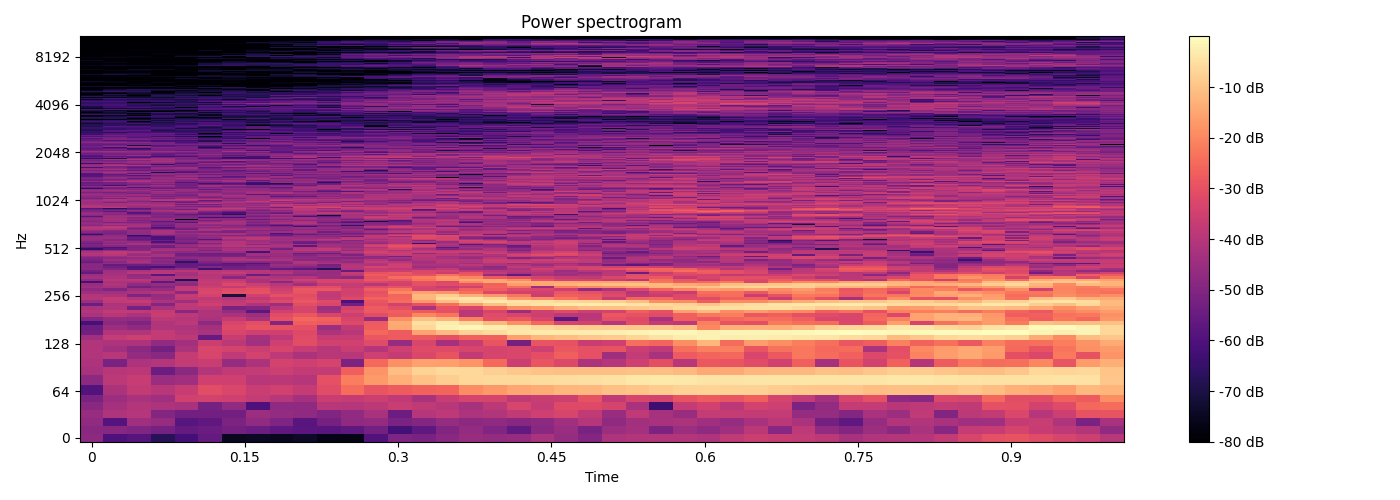 Power spectrogram
Hz
8192
4096
2048
1024
512
256
128
64
0
0 0.15 0.3 0.45 0.6 0.75 0.9
Time
-10 dB
-20 dB
-30 dB
-40 dB
-50 dB
-60 dB
-70 dB
-80 dB